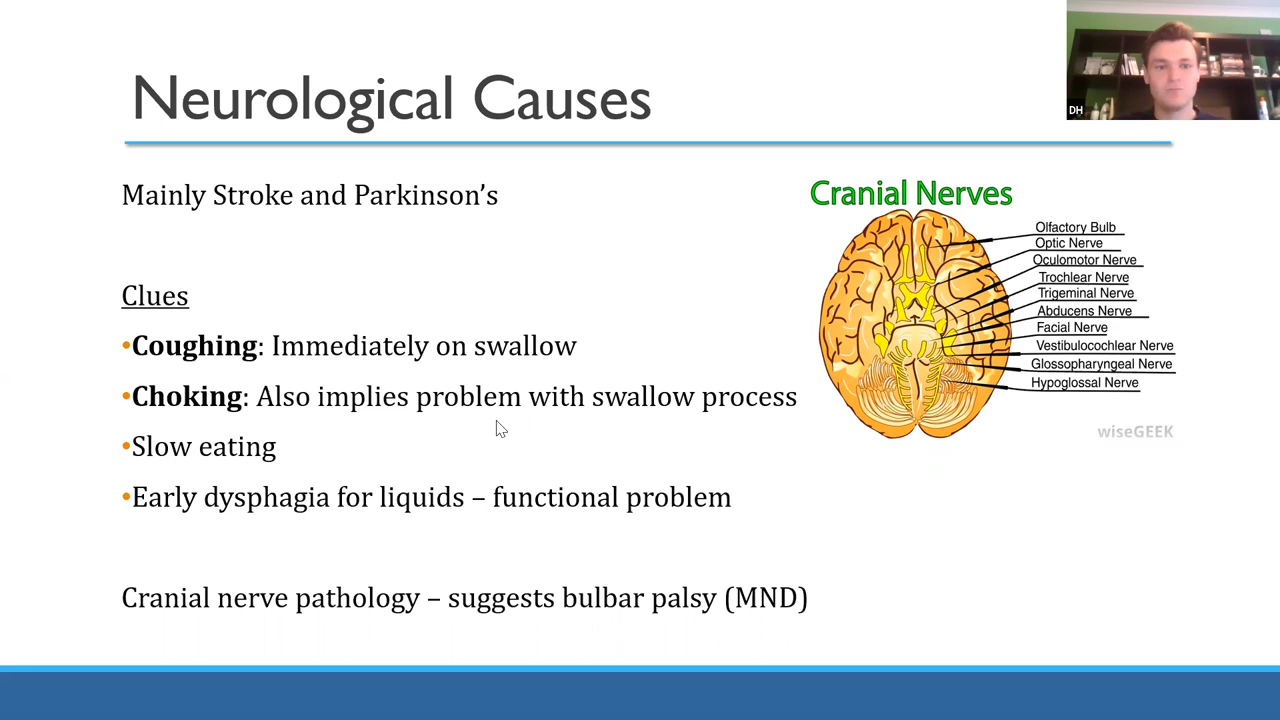 Neurological Causes
DH
Mainly Stroke and Parkinson’s
Clues
•Coughing: Immediately on swallow
•Choking: Also implies problem with swallow process
•Slow eating
•Early dysphagia for liquids – functional problem
Cranial nerve pathology – suggests bulbar palsy (MND)
Cranial Nerves
Olfactory Bulb
Optic Nerve
Oculomotor Nerve
Trochlear Nerve
Trigeminal Nerve
Abducens Nerve
Facial Nerve
Vestibulocochlear Nerve
Glossopharyngeal Nerve
Hypoglossal Nerve
wiseGEEK